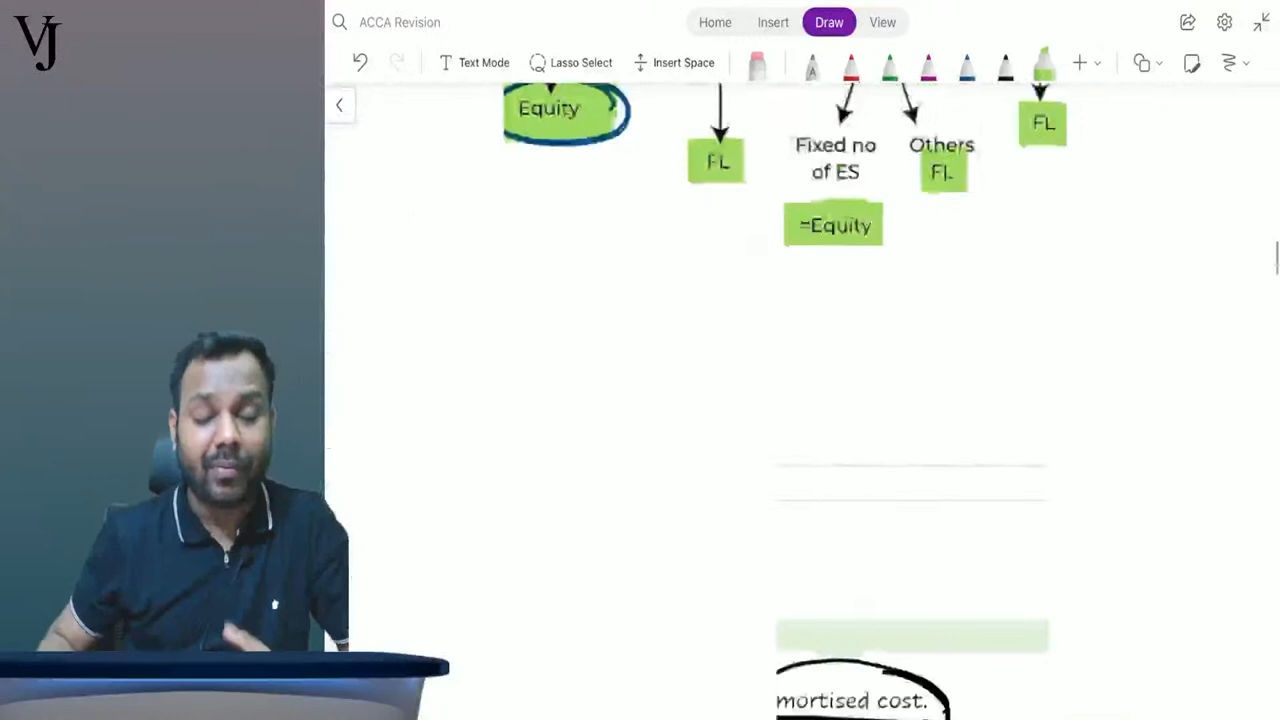 VJ
ACCA Revision
Home Insert Draw View
Text Mode
Lasso Select
Insert Space
Equity
FL
Fixed no
of ES
=Equity
Others
FL
FL
mortised cost.